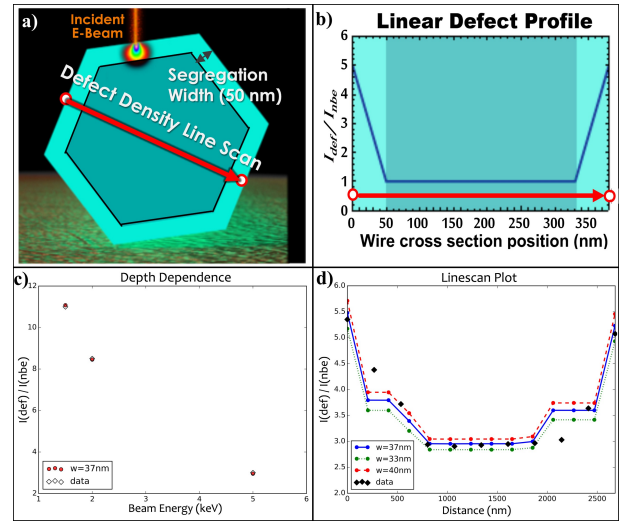 a)
Incident
E-Beam
Segregation
Width (50 nm)
Defect Density Line Scan
b)
Linear Defect Profile
6
5
4
3
2
1
0
I_def / I_nbe
0 50 100 150 200 250 300 350
Wire cross section position (nm)
c)
Depth Dependence
12
10
8
6
4
2
I(def) / I(nbe)
w=37nm
data
1 2 3 4 5 6
Beam Energy (keV)
d)
Linescan Plot
6.0
5.5
5.0
4.5
4.0
3.5
3.0
2.5
2.0
I(def) / I(nbe)
w=37nm
w=33nm
w=40nm
data
0 500 1000 1500 2000 2500
Distance (nm)